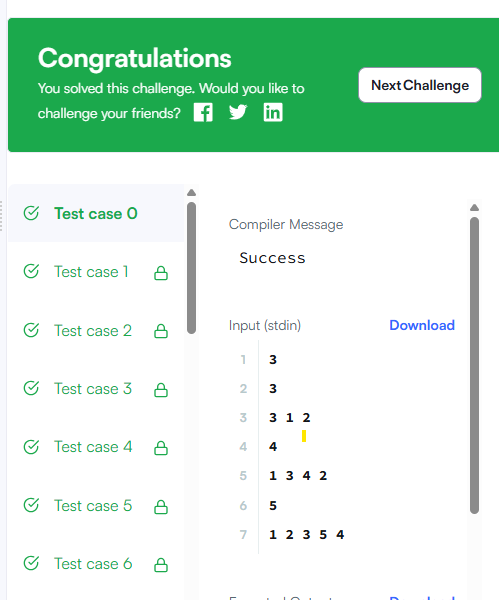 Congratulations
You solved this challenge. Would you like to
challenge your friends?
Next Challenge
Test case 0
Test case 1
Test case 2
Test case 3
Test case 4
Test case 5
Test case 6
Compiler Message
Success
Input (stdin)
Download
1 3
2 3
3 3 1 2
4 4
5 1 3 4 2
6 5
7 1 2 3 5 4